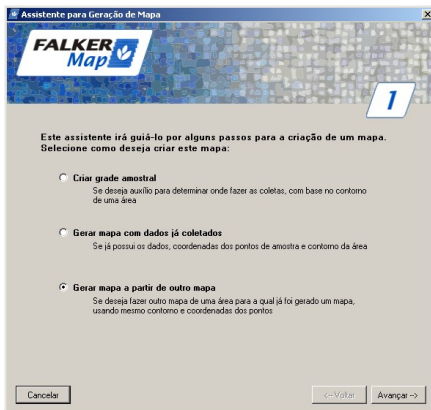 Assistente para Geração de Mapa
FALKER
Map
1
Este assistente irá guiá-lo por alguns passos para a criação de um mapa.
Selecione como deseja criar este mapa:
Criar grade amostral
Se deseja auxílio para determinar onde fazer as coletas, com base no contorno
de uma área
Gerar mapa com dados já coletados
Se já possui os dados, coordenadas dos pontos de amostra e contorno da área
Gerar mapa a partir de outro mapa
Se deseja fazer outro mapa de uma área para a qual já foi gerado um mapa,
usando mesmo contorno e coordenadas dos pontos
Cancelar
<-- Voltar
Avançar -->